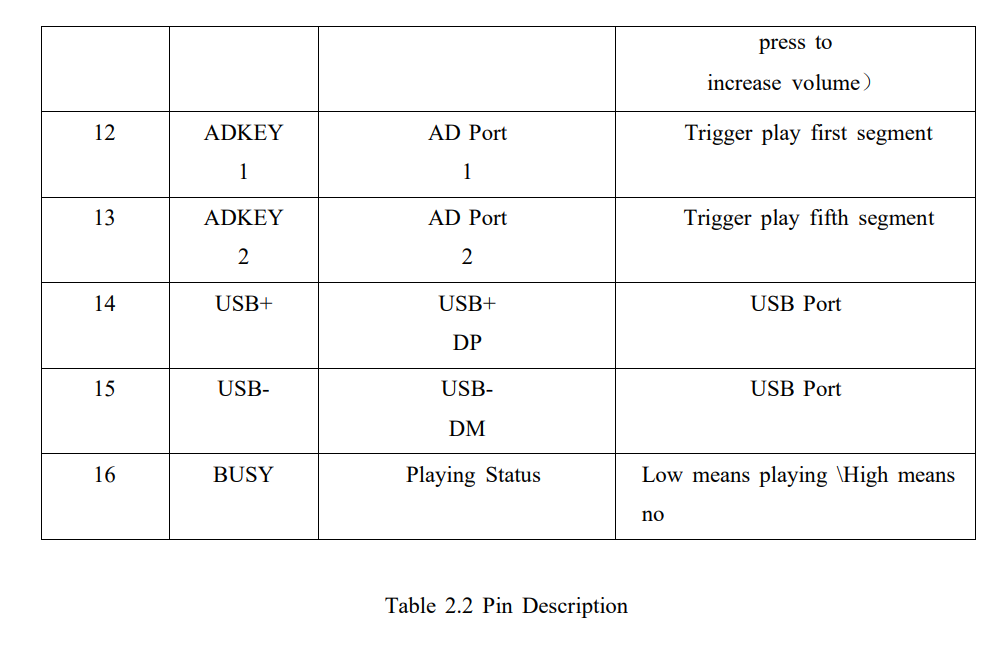 press to
increase volume）
12 ADKEY AD Port Trigger play first segment
1 1
13 ADKEY AD Port Trigger play fifth segment
2 2
14 USB+ USB+ USB Port
DP
15 USB- USB- USB Port
DM
16 BUSY Playing Status Low means playing \High means
no
Table 2.2 Pin Description